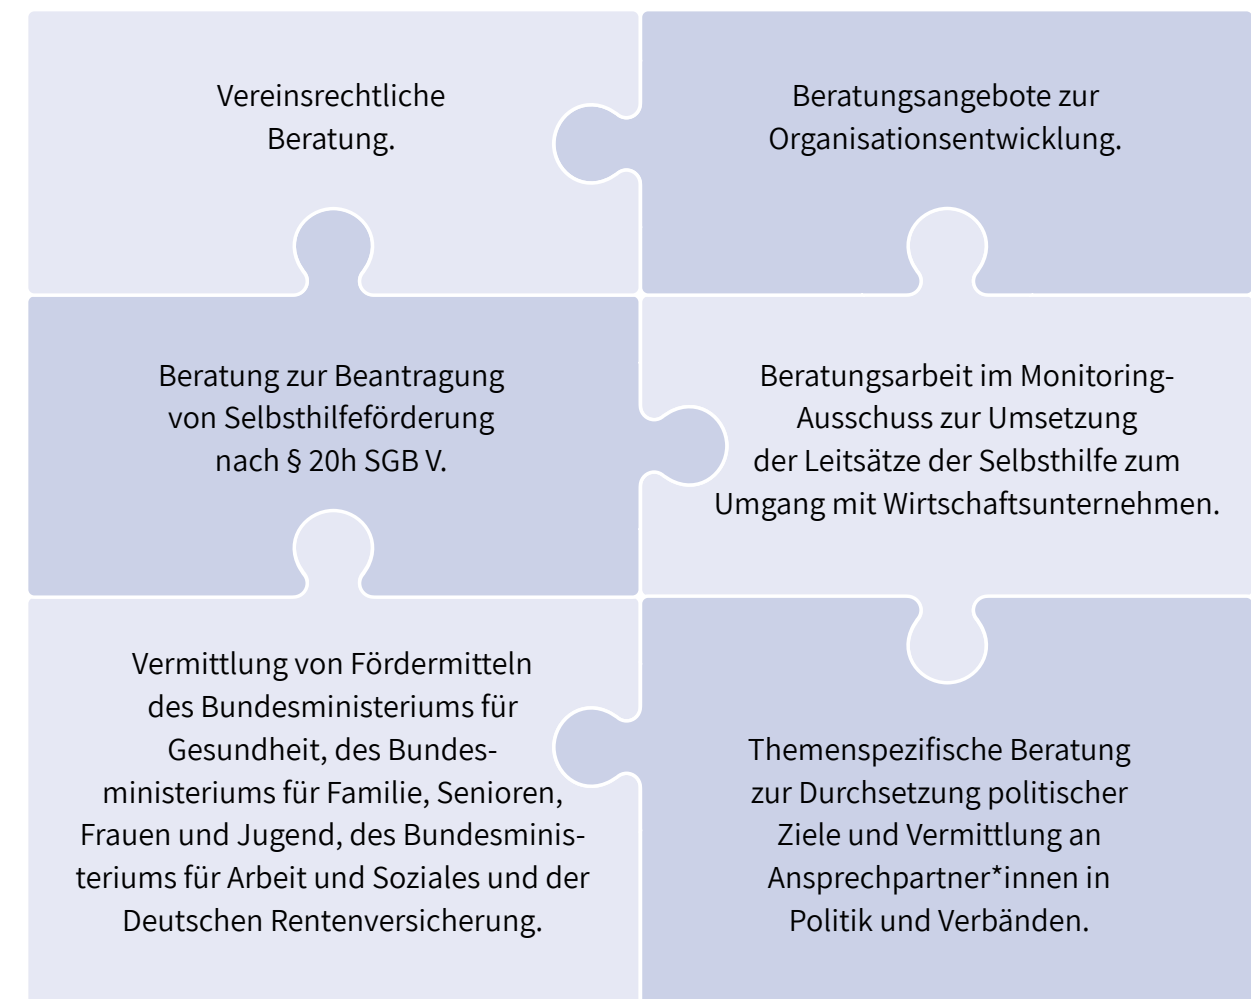 Vereinsrechtliche
Beratung.
Beratungsangebote zur
Organisationsentwicklung.
Beratung zur Beantragung
von Selbsthilfeförderung
nach § 20h SGB V.
Beratungsarbeit im Monitoring-
Ausschuss zur Umsetzung
der Leitsätze der Selbsthilfe zum
Umgang mit Wirtschaftsunternehmen.
Vermittlung von Fördermitteln
des Bundesministeriums für
Gesundheit, des Bundes-
ministeriums für Familie, Senioren,
Frauen und Jugend, des Bundesminis-
teriums für Arbeit und Soziales und der
Deutschen Rentenversicherung.
Themenspezifische Beratung
zur Durchsetzung politischer
Ziele und Vermittlung an
Ansprechpartner*innen in
Politik und Verbänden.